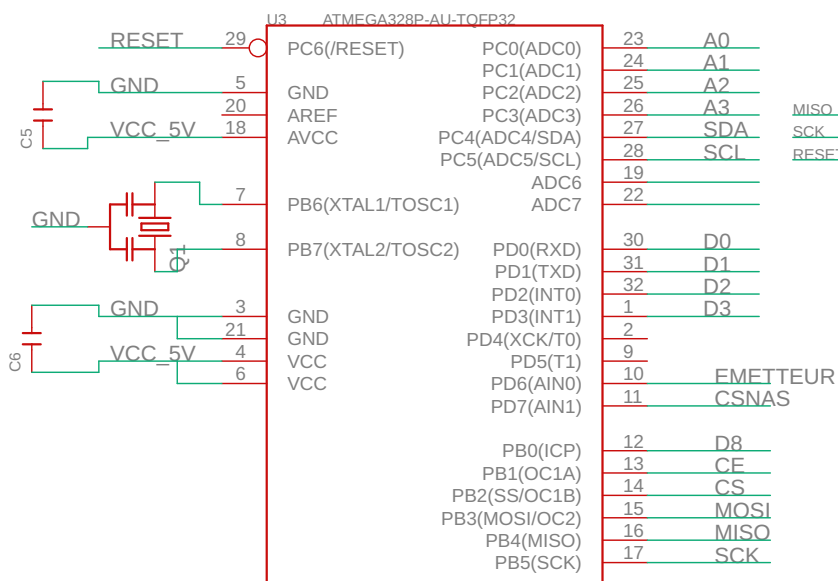 U3 ATMEGA328P-AU-TQFP32
RESET 29 PC6(/RESET) PC0(ADC0) 23 A0
PC1(ADC1) 24 A1
GND 5 GND PC2(ADC2) 25 A2
20 AREF PC3(ADC3) 26 A3 MISO
C5 VCC_5V 18 AVCC PC4(ADC4/SDA) 27 SDA SCK
PC5(ADC5/SCL) 28 SCL RESET
ADC6 19
7 PB6(XTAL1/TOSC1) ADC7 22
GND
Q1 8 PB7(XTAL2/TOSC2) PD0(RXD) 30 D0
PD1(TXD) 31 D1
PD2(INT0) 32 D2
GND 3 GND PD3(INT1) 1 D3
21 GND PD4(XCK/T0) 2
C6 VCC_5V 4 VCC PD5(T1) 9
6 VCC PD6(AIN0) 10 EMETTEUR
PD7(AIN1) 11 CSNAS
PB0(ICP) 12 D8
PB1(OC1A) 13 CE
PB2(SS/OC1B) 14 CS
PB3(MOSI/OC2) 15 MOSI
PB4(MISO) 16 MISO
PB5(SCK) 17 SCK